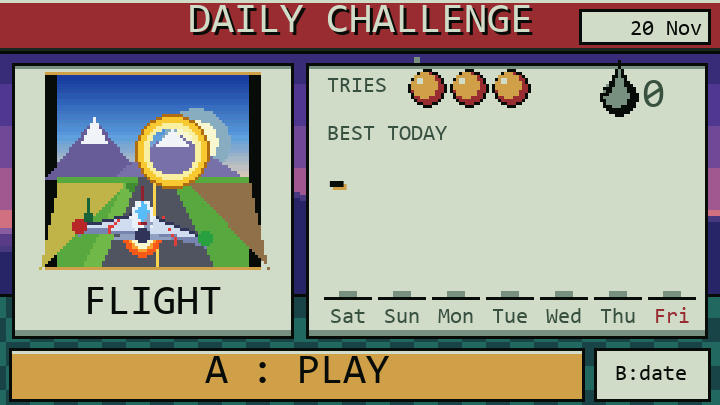 DAILY CHALLENGE
20 Nov
TRIES
0
BEST TODAY
-
FLIGHT
Sat Sun Mon Tue Wed Thu Fri
A : PLAY
B:date